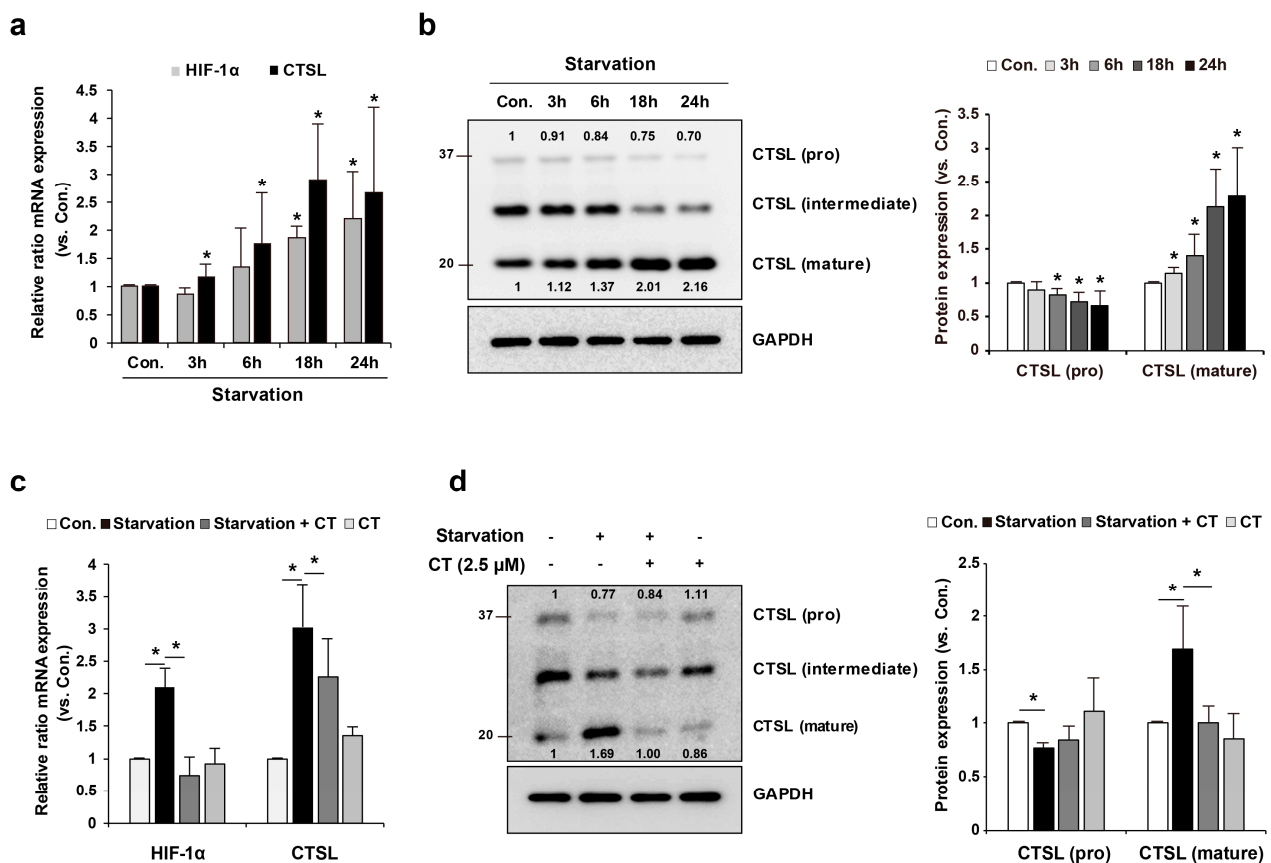 a
HIF-1α CTSL
Relative ratio mRNA expression
(vs. Con.)
4.5
4
3.5
3
2.5
2
1.5
1
0.5
0
* * * * * *
Con. 3h 6h 18h 24h
Starvation
b
Starvation
Con. 3h 6h 18h 24h
1 0.91 0.84 0.75 0.70
37
CTSL (pro)
CTSL (intermediate)
20
CTSL (mature)
1 1.12 1.37 2.01 2.16
GAPDH
Con. 3h 6h 18h 24h
Protein expression (vs. Con.)
3.5
3
2.5
2
1.5
1
0.5
0
* * * * * * *
CTSL (pro) CTSL (mature)
c
Con. Starvation Starvation + CT CT
Relative ratio mRNA expression
(vs. Con.)
4
3.5
3
2.5
2
1.5
1
0.5
0
* * * *
HIF-1α CTSL
d
Starvation - + + -
CT (2.5 µM) - - + +
1 0.77 0.84 1.11
37
CTSL (pro)
CTSL (intermediate)
CTSL (mature)
20
1 1.69 1.00 0.86
GAPDH
Con. Starvation Starvation + CT CT
Protein expression (vs. Con.)
2.5
2
1.5
1
0.5
0
* * *
CTSL (pro) CTSL (mature)